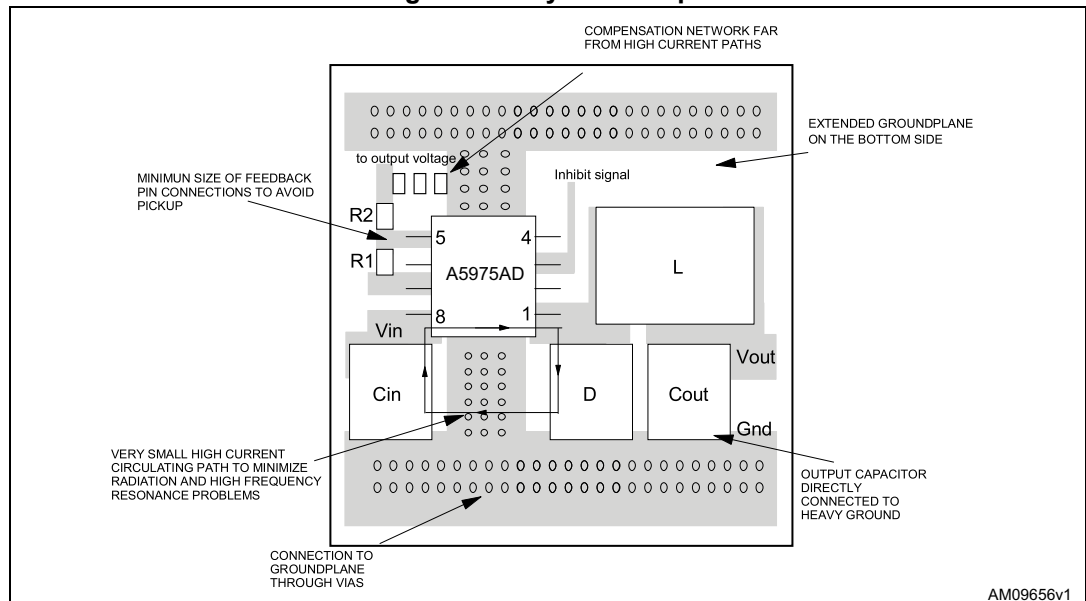 COMPENSATION NETWORK FAR
FROM HIGH CURRENT PATHS
EXTENDED GROUNDPLANE
ON THE BOTTOM SIDE
to output voltage
Inhibit signal
MINIMUN SIZE OF FEEDBACK
PIN CONNECTIONS TO AVOID
PICKUP
R2
R1
5
4
A5975AD
8
1
L
Vin
Vout
Cin
D
Cout
Gnd
VERY SMALL HIGH CURRENT
CIRCULATING PATH TO MINIMIZE
RADIATION AND HIGH FREQUENCY
RESONANCE PROBLEMS
OUTPUT CAPACITOR
DIRECTLY
CONNECTED TO
HEAVY GROUND
CONNECTION TO
GROUNDPLANE
THROUGH VIAS
AM09656v1